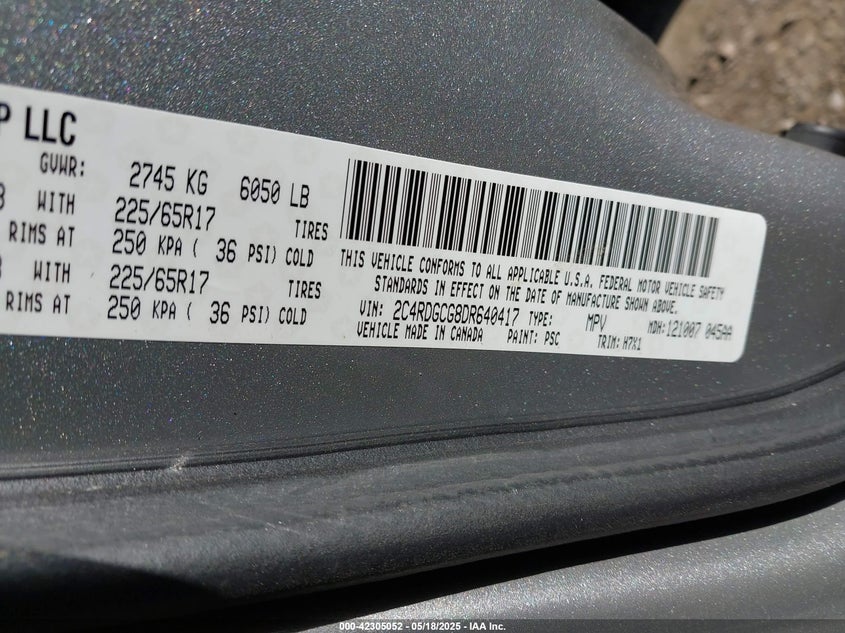 P LLC
GVWR: 2745 KG 6050 LB
WITH 225/65R17 TIRES
RIMS AT 250 KPA ( 36 PSI) COLD
WITH 225/65R17 TIRES
RIMS AT 250 KPA ( 36 PSI) COLD
THIS VEHICLE CONFORMS TO ALL APPLICABLE U.S.A. FEDERAL MOTOR VEHICLE SAFETY
STANDARDS IN EFFECT ON THE DATE OF MANUFACTURE SHOWN ABOVE.
VIN: 2C4RDGCG8DR640417 TYPE: MPV MDH:121007 045AA
VEHICLE MADE IN CANADA PAINT: PSC TRIM: H7X1
000-42305052 - 05/18/2025 - IAA Inc.